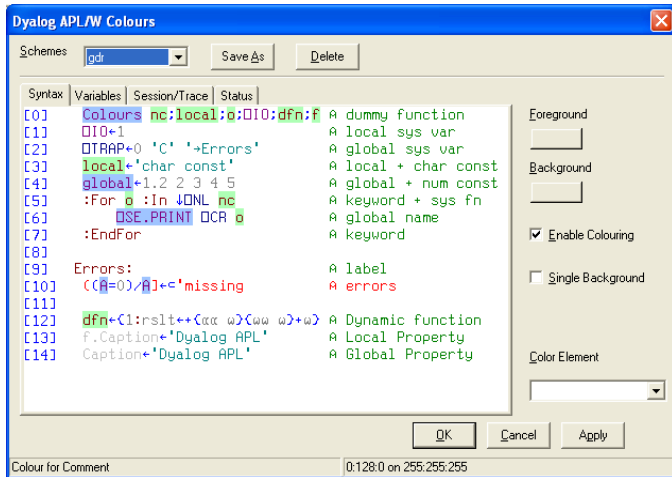 Dyalog APL/W Colours
Schemes gdr Save As Delete
Syntax Variables Session/Trace Status
[0] Colours nc;local;o;⎕IO;dfn;f ⍝ dummy function
[1] ⎕IO←1 ⍝ local sys var
[2] ⎕TRAP←0 'C' '→Errors' ⍝ global sys var
[3] local←'char const' ⍝ local + char const
[4] global←1.2 2 3 4 5 ⍝ global + num const
[5] :For o :In ↓⎕NL nc ⍝ keyword + sys fn
[6] ⎕SE.PRINT ⎕CR o ⍝ global name
[7] :EndFor ⍝ keyword
[8]
[9] Errors: ⍝ label
[10] ((A=0)/A]←⊂'missing ⍝ errors
[11]
[12] dfn←{1:rslt←+{⍺⍺ ⍵}{⍵⍵ ⍵}+⍵} ⍝ Dynamic function
[13] f.Caption←'Dyalog APL' ⍝ Local Property
[14] Caption←'Dyalog APL' ⍝ Global Property
Foreground
Background
Enable Colouring
Single Background
Color Element
OK Cancel Apply
Colour for Comment 0:128:0 on 255:255:255